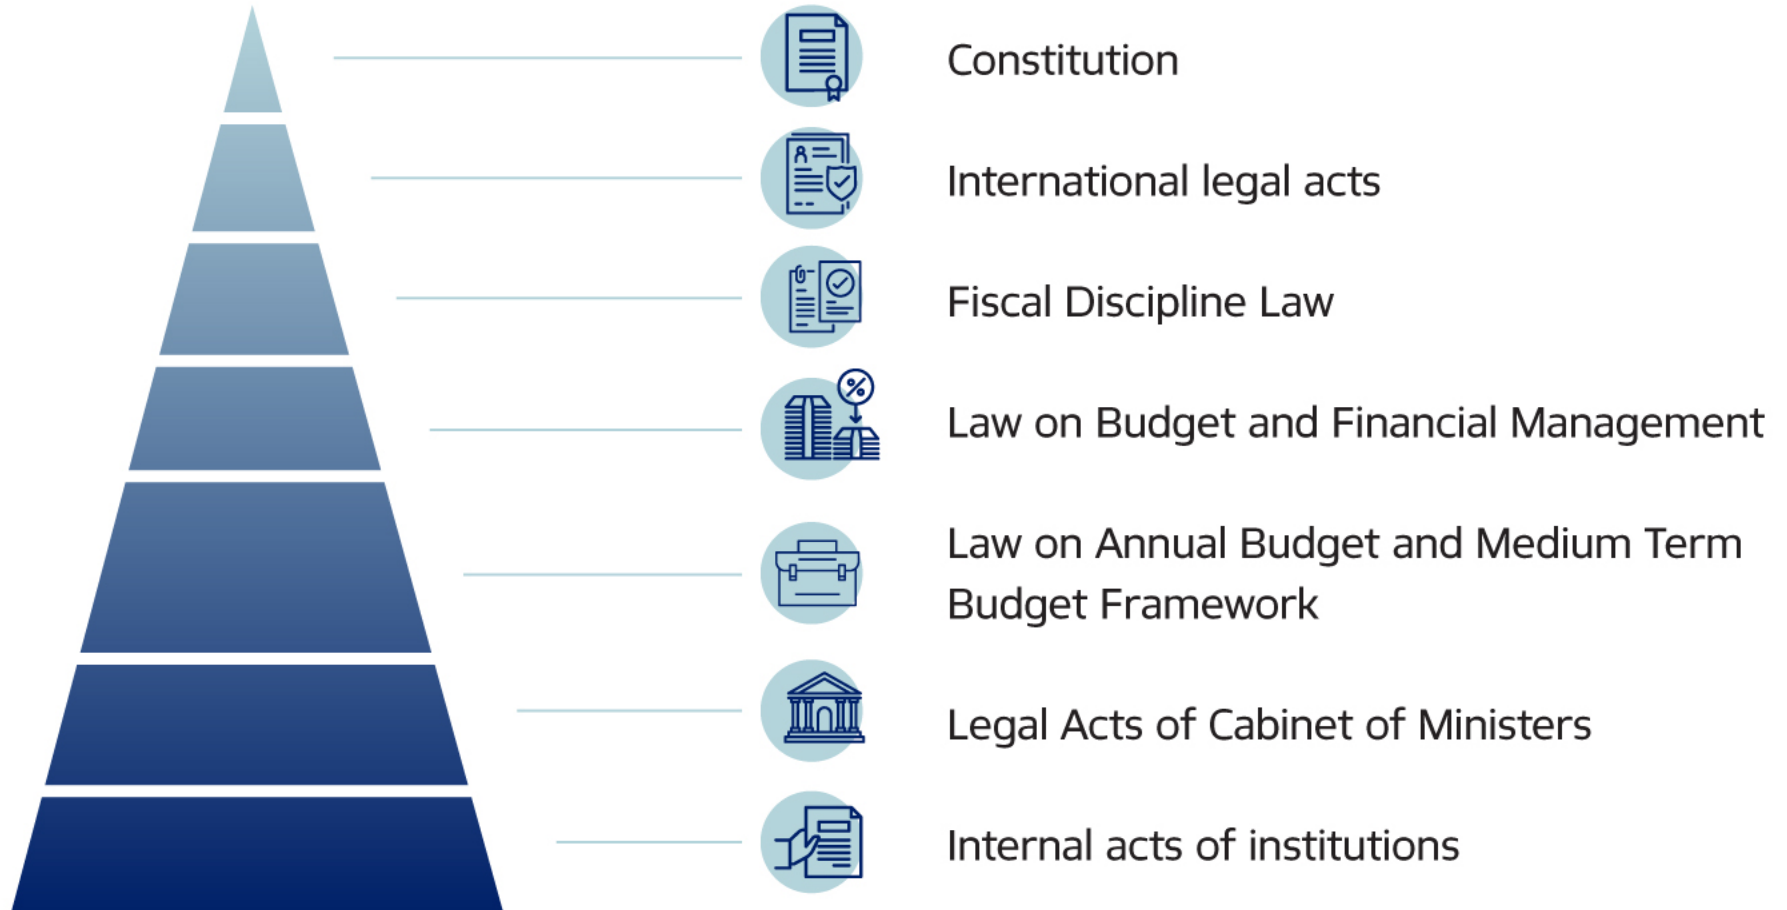 Constitution
International legal acts
Fiscal Discipline Law
%
Law on Budget and Financial Management
Law on Annual Budget and Medium Term
Budget Framework
Legal Acts of Cabinet of Ministers
Internal acts of institutions